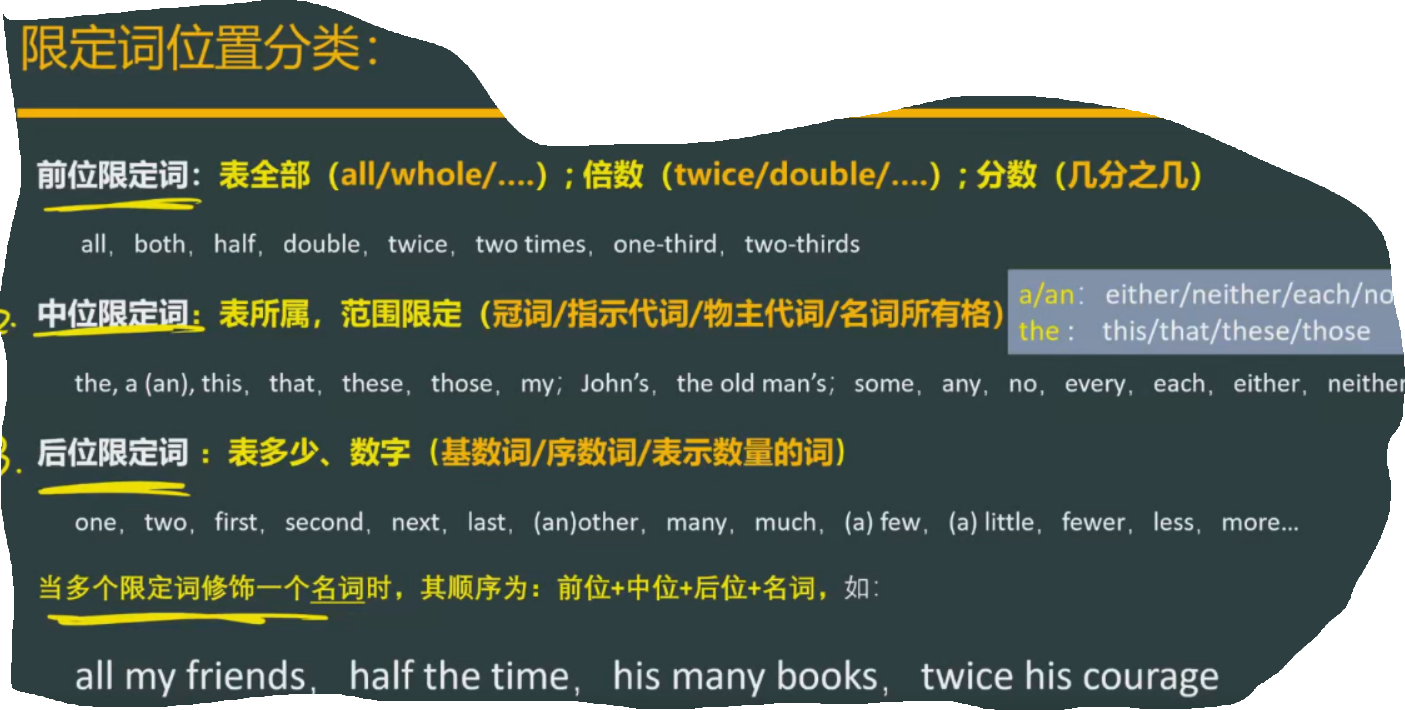 限定词位置分类：
前位限定词：表全部（all/whole/....）；倍数（twice/double/....）；分数（几分之几）
all， both， half， double， twice， two times， one-third， two-thirds
a/an： either/neither/each/no
the： this/that/these/those
2. 中位限定词：表所属，范围限定（冠词/指示代词/物主代词/名词所有格）
the, a (an), this， that， these， those， my； John’s， the old man’s； some， any， no， every， each， either， neither
3. 后位限定词 ：表多少、数字（基数词/序数词/表示数量的词）
one， two， first， second， next， last， (an)other， many， much， (a) few， (a) little， fewer， less， more...
当多个限定词修饰一个名词时，其顺序为：前位+中位+后位+名词，如：
all my friends， half the time， his many books， twice his courage